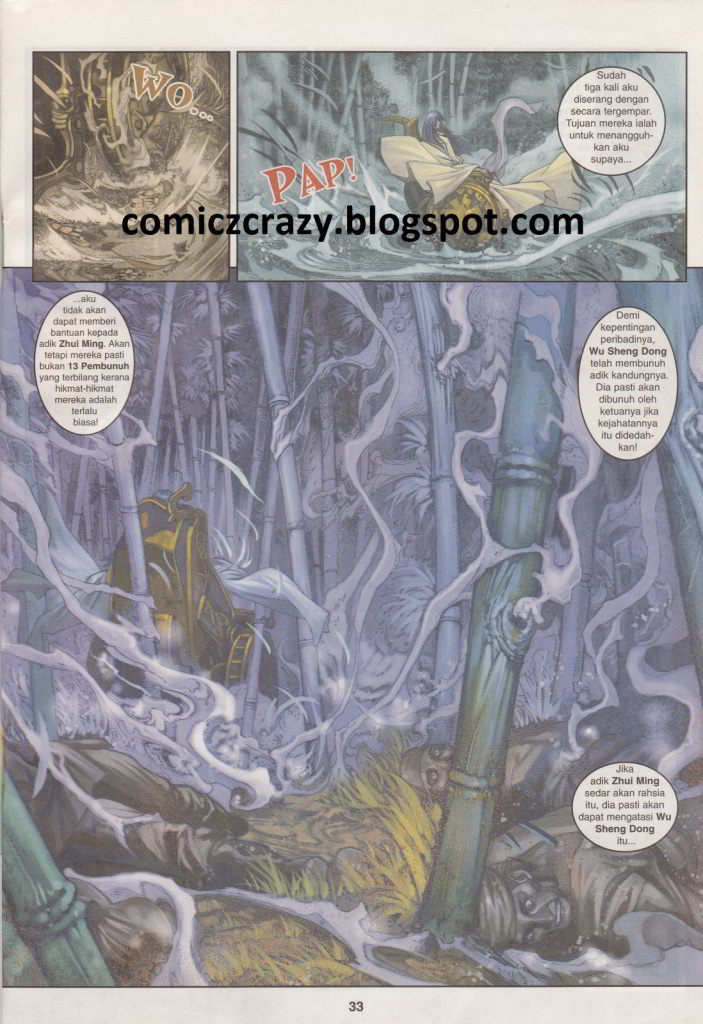 WO...
PAP!
Sudah
tiga kali aku
diserang dengan
secara tergempar.
Tujuan mereka ialah
untuk menangguh-
kan aku
supaya...
comiczcrazy.blogspot.com
...aku
tidak akan
dapat memberi
bantuan kepada
adik Zhui Ming. Akan
tetapi mereka pasti
bukan 13 Pembunuh
yang terbilang kerana
hikmat-hikmat
mereka adalah
terlalu
biasa!
Demi
kepentingan
peribadinya,
Wu Sheng Dong
telah membunuh
adik kandungnya.
Dia pasti akan
dibunuh oleh
ketuanya jika
kejahatannya
itu didedah-
kan!
Jika
adik Zhui Ming
sedar akan rahsia
itu, dia pasti akan
dapat mengatasi Wu
Sheng Dong
itu...
33